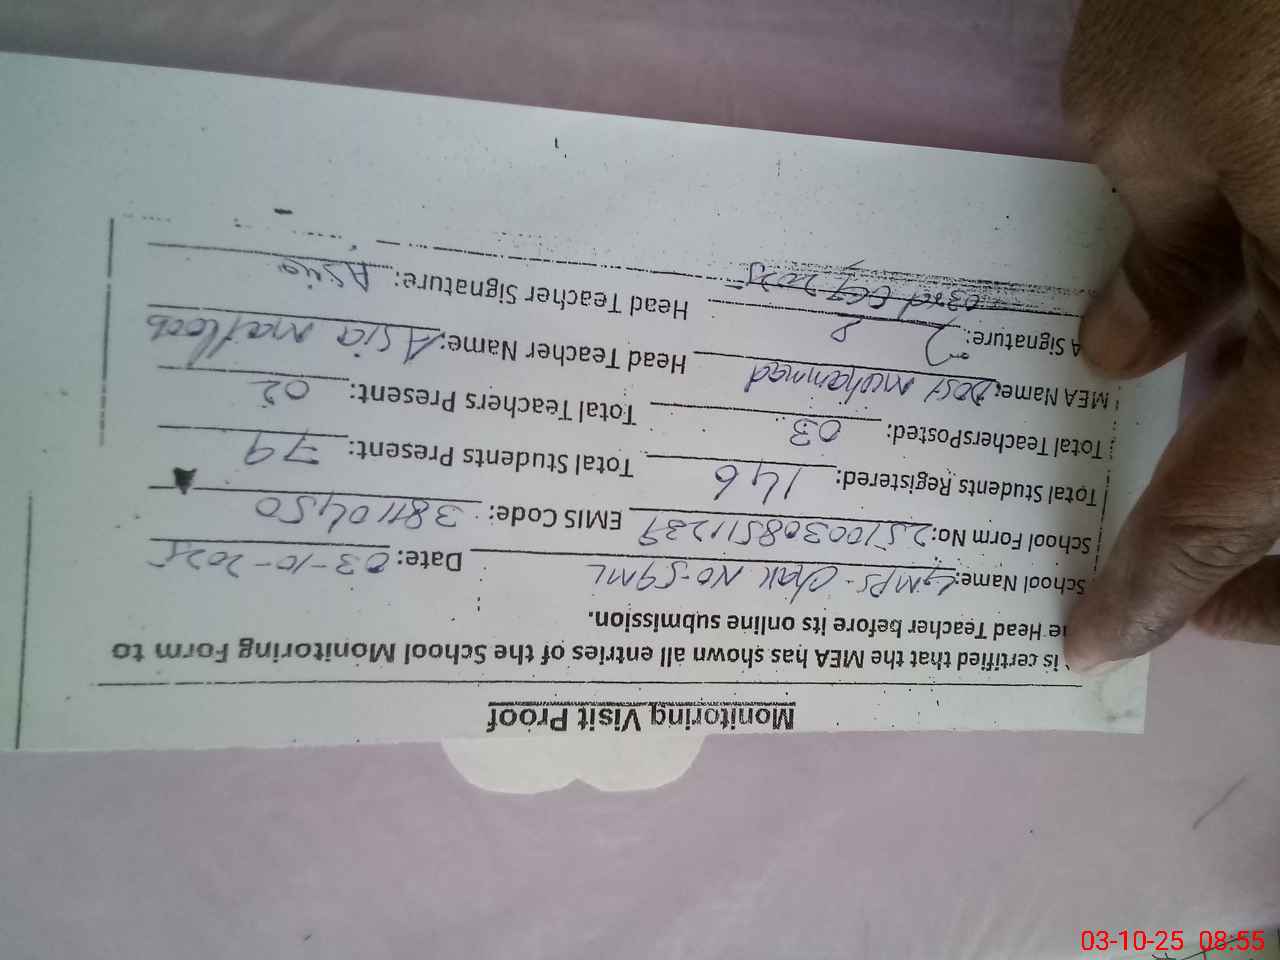 Monitoring Visit Proof
is certified that the MEA has shown all entries of the School Monitoring Form to
Head Teacher before its online submission.
School Name: GMPS-Chak NO-59ML Date: 03-10-2025
School Form No: 25100308511239 EMIS Code: 38110450
Total Students Registered: 146 Total Students Present: 79
Total TeachersPosted: 03 Total Teachers Present: 02
MEA Name: Dost muhammad Head Teacher Name: Asia matloob
A Signature: Head Teacher Signature: Asia
03rd Oct 2025
03-10-25 08:55